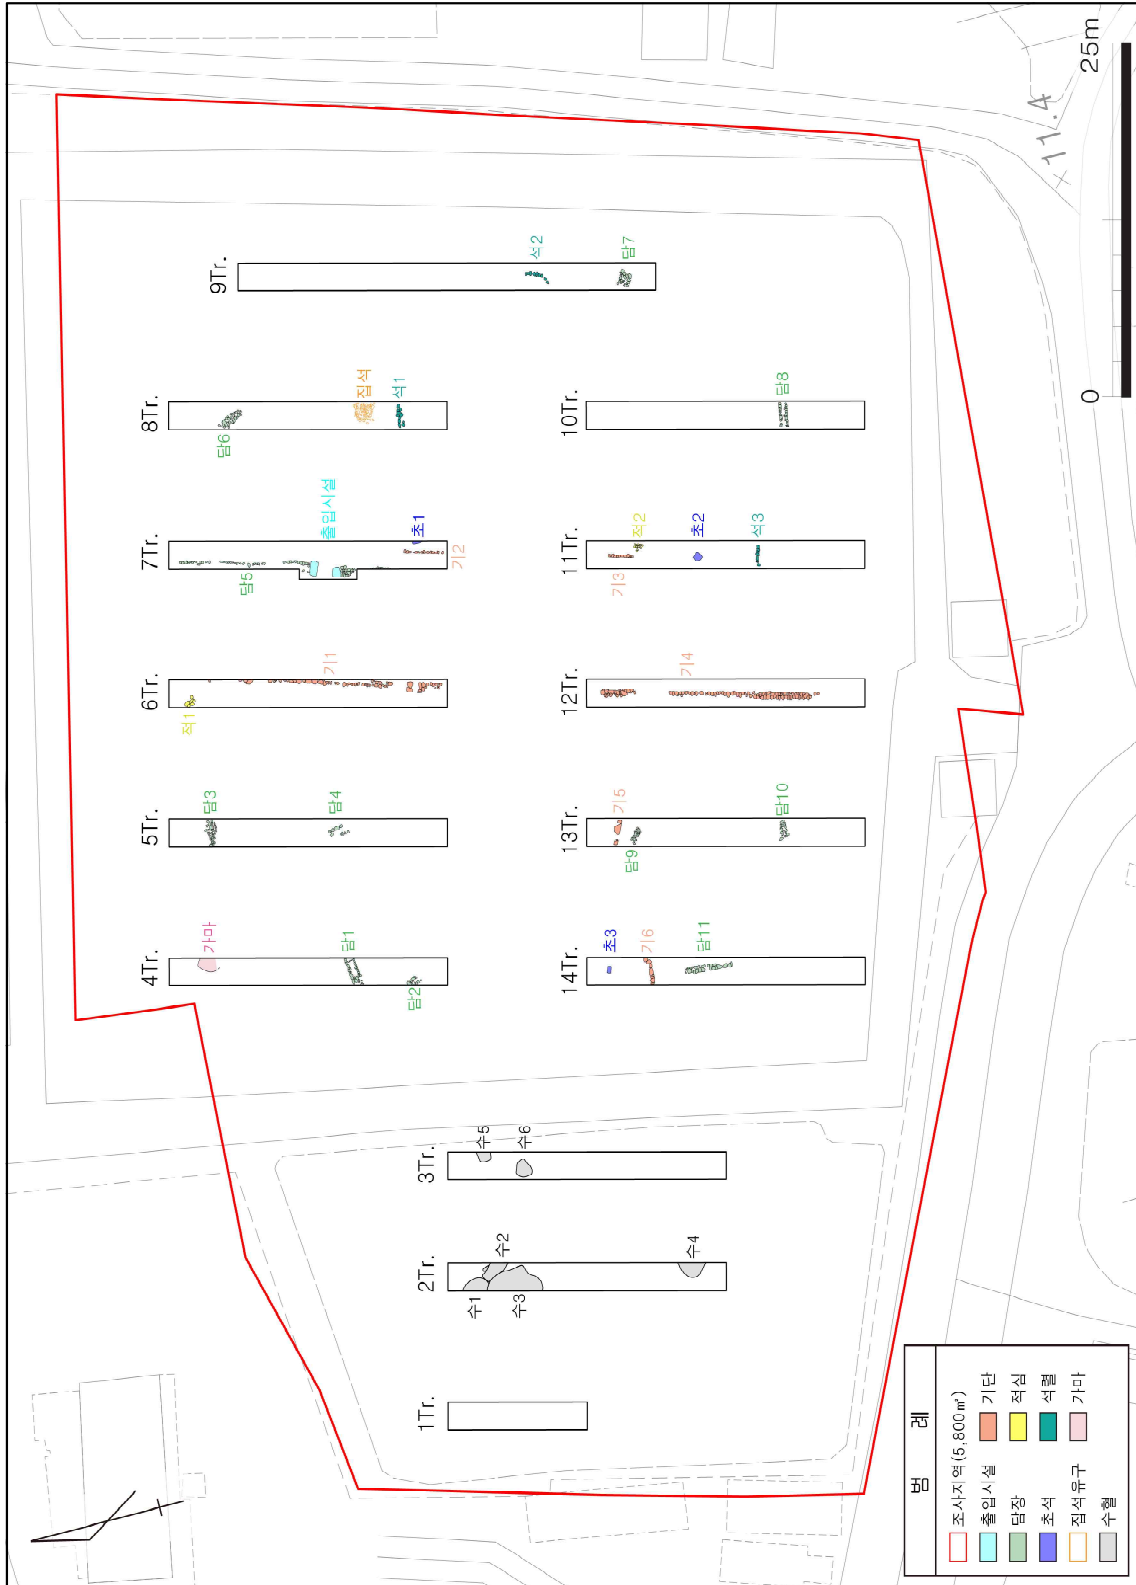 1Tr.
2Tr.
수1
수2
수3
수4
3Tr.
수5
수6
4Tr.
가마
담1
담2
5Tr.
담3
담4
6Tr.
적1
기1
7Tr.
담5
출입시설
초1
기2
8Tr.
담6
집석
석1
9Tr.
석2
담7
10Tr.
담8
11Tr.
기3
적2
초2
석3
12Tr.
기4
13Tr.
기5
담9
담10
14Tr.
초3
기6
담11
범 례
조사지역(5,800㎡)
출입시설 기단
담장 적심
초석 석렬
집석유구 가마
수혈
0 25m
11.4